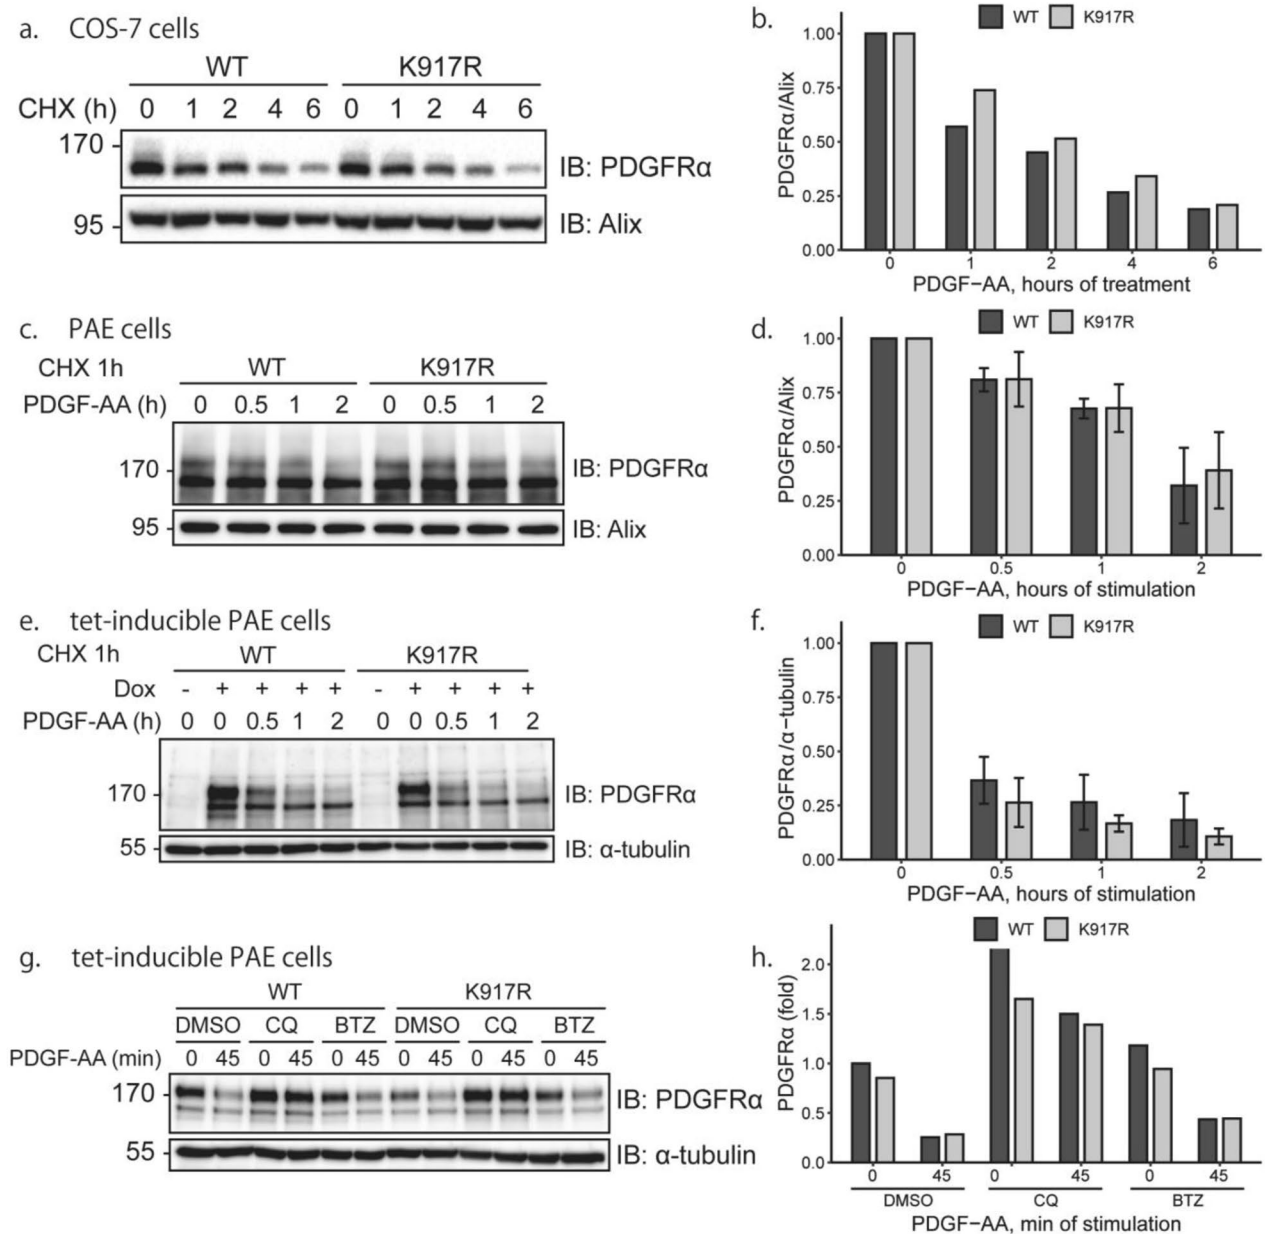 a. COS-7 cells
WT K917R
CHX (h) 0 1 2 4 6 0 1 2 4 6
170
IB: PDGFRα
95
IB: Alix
b.
WT K917R
PDGFRα/Alix
1.00
0.75
0.50
0.25
0.00
0 1 2 4 6
PDGF−AA, hours of treatment
c. PAE cells
CHX 1h WT K917R
PDGF-AA (h) 0 0.5 1 2 0 0.5 1 2
170
IB: PDGFRα
95
IB: Alix
d.
WT K917R
PDGFRα/Alix
1.00
0.75
0.50
0.25
0.00
0 0.5 1 2
PDGF−AA, hours of stimulation
e. tet-inducible PAE cells
CHX 1h WT K917R
Dox - + + + + - + + + +
PDGF-AA (h) 0 0 0.5 1 2 0 0 0.5 1 2
170
IB: PDGFRα
55
IB: α-tubulin
f.
WT K917R
PDGFRα/α−tubulin
1.00
0.75
0.50
0.25
0.00
0 0.5 1 2
PDGF−AA, hours of stimulation
g. tet-inducible PAE cells
WT K917R
DMSO CQ BTZ DMSO CQ BTZ
PDGF-AA (min) 0 45 0 45 0 45 0 45 0 45 0 45
170
IB: PDGFRα
55
IB: α-tubulin
h.
WT K917R
PDGFRα (fold)
2.0
1.5
1.0
0.5
0.0
0 45 0 45 0 45
DMSO CQ BTZ
PDGF−AA, min of stimulation